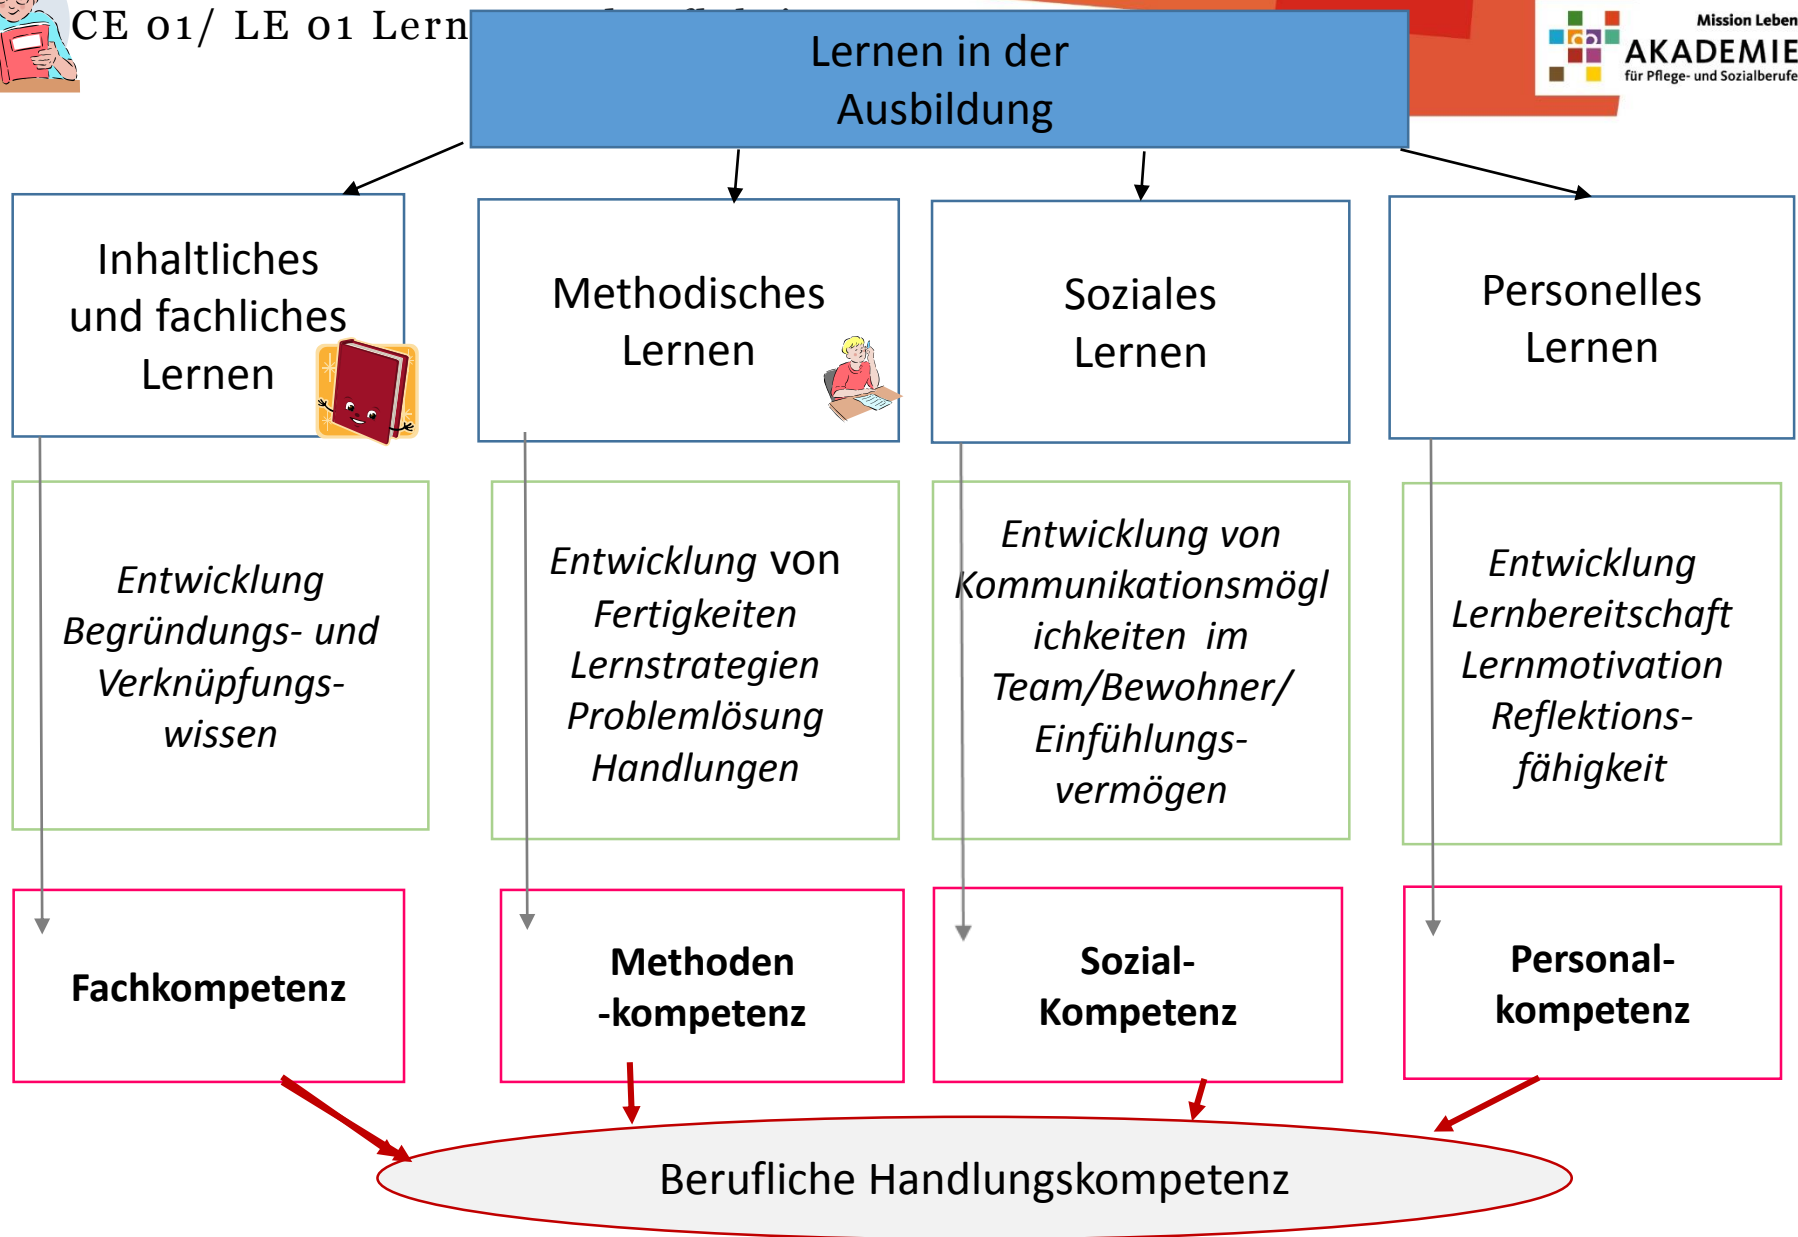 CE 01/ LE 01 Lern
Mission Leben
AKADEMIE
für Pflege- und Sozialberufe
Lernen in der
Ausbildung
Inhaltliches
und fachliches
Lernen
Methodisches
Lernen
Soziales
Lernen
Personelles
Lernen
Entwicklung
Begründungs- und
Verknüpfungs-
wissen
Entwicklung von
Fertigkeiten
Lernstrategien
Problemlösung
Handlungen
Entwicklung von
Kommunikationsmögl
ichkeiten im
Team/Bewohner/
Einfühlungs-
vermögen
Entwicklung
Lernbereitschaft
Lernmotivation
Reflektions-
fähigkeit
Fachkompetenz
Methoden
-kompetenz
Sozial-
Kompetenz
Personal-
kompetenz
Berufliche Handlungskompetenz